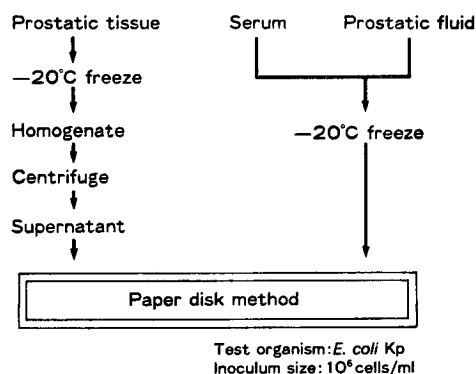 Prostatic tissue
−20°C freeze
Homogenate
Centrifuge
Supernatant
Serum Prostatic fluid
−20°C freeze
Paper disk method
Test organism: E. coli Kp
Inoculum size: 10⁶ cells/ml